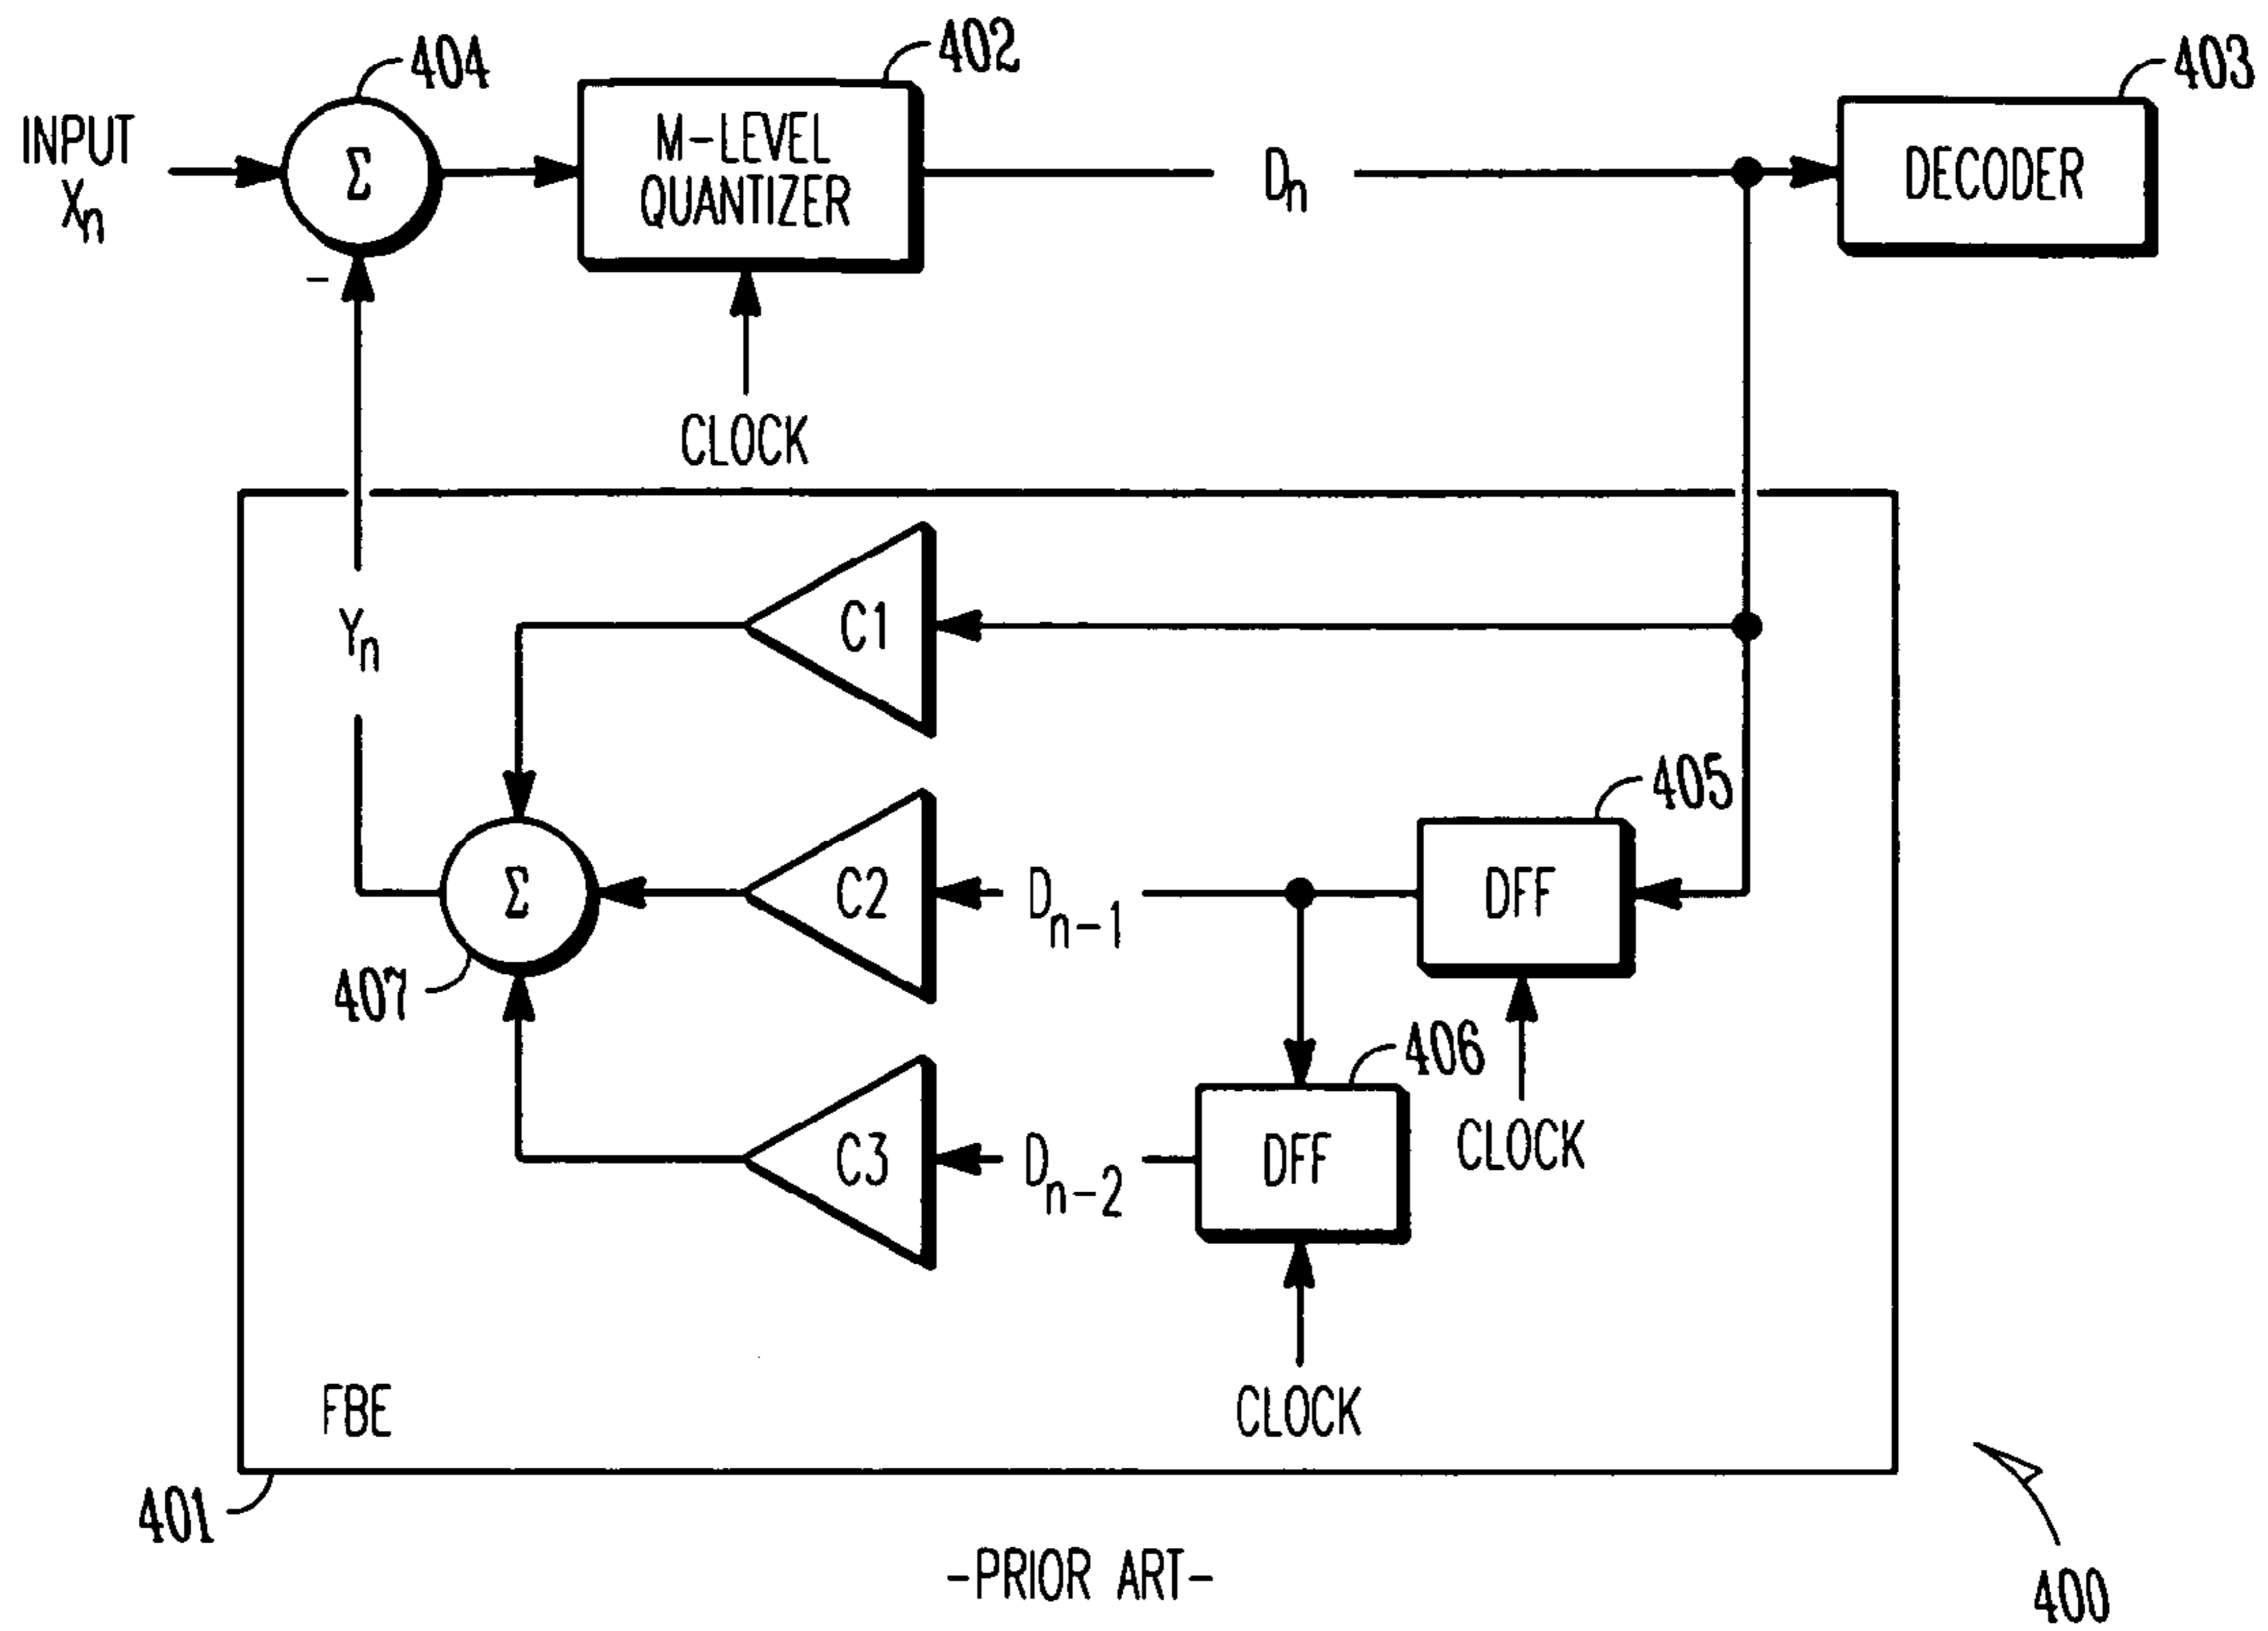 404
402
403
INPUT
Xn
Σ
M-LEVEL
QUANTIZER
Dn
DECODER
-
CLOCK
Yn
C1
405
Σ
C2
Dn-1
DFF
407
406
C3
Dn-2
DFF
CLOCK
FBE
CLOCK
401
-PRIOR ART-
400